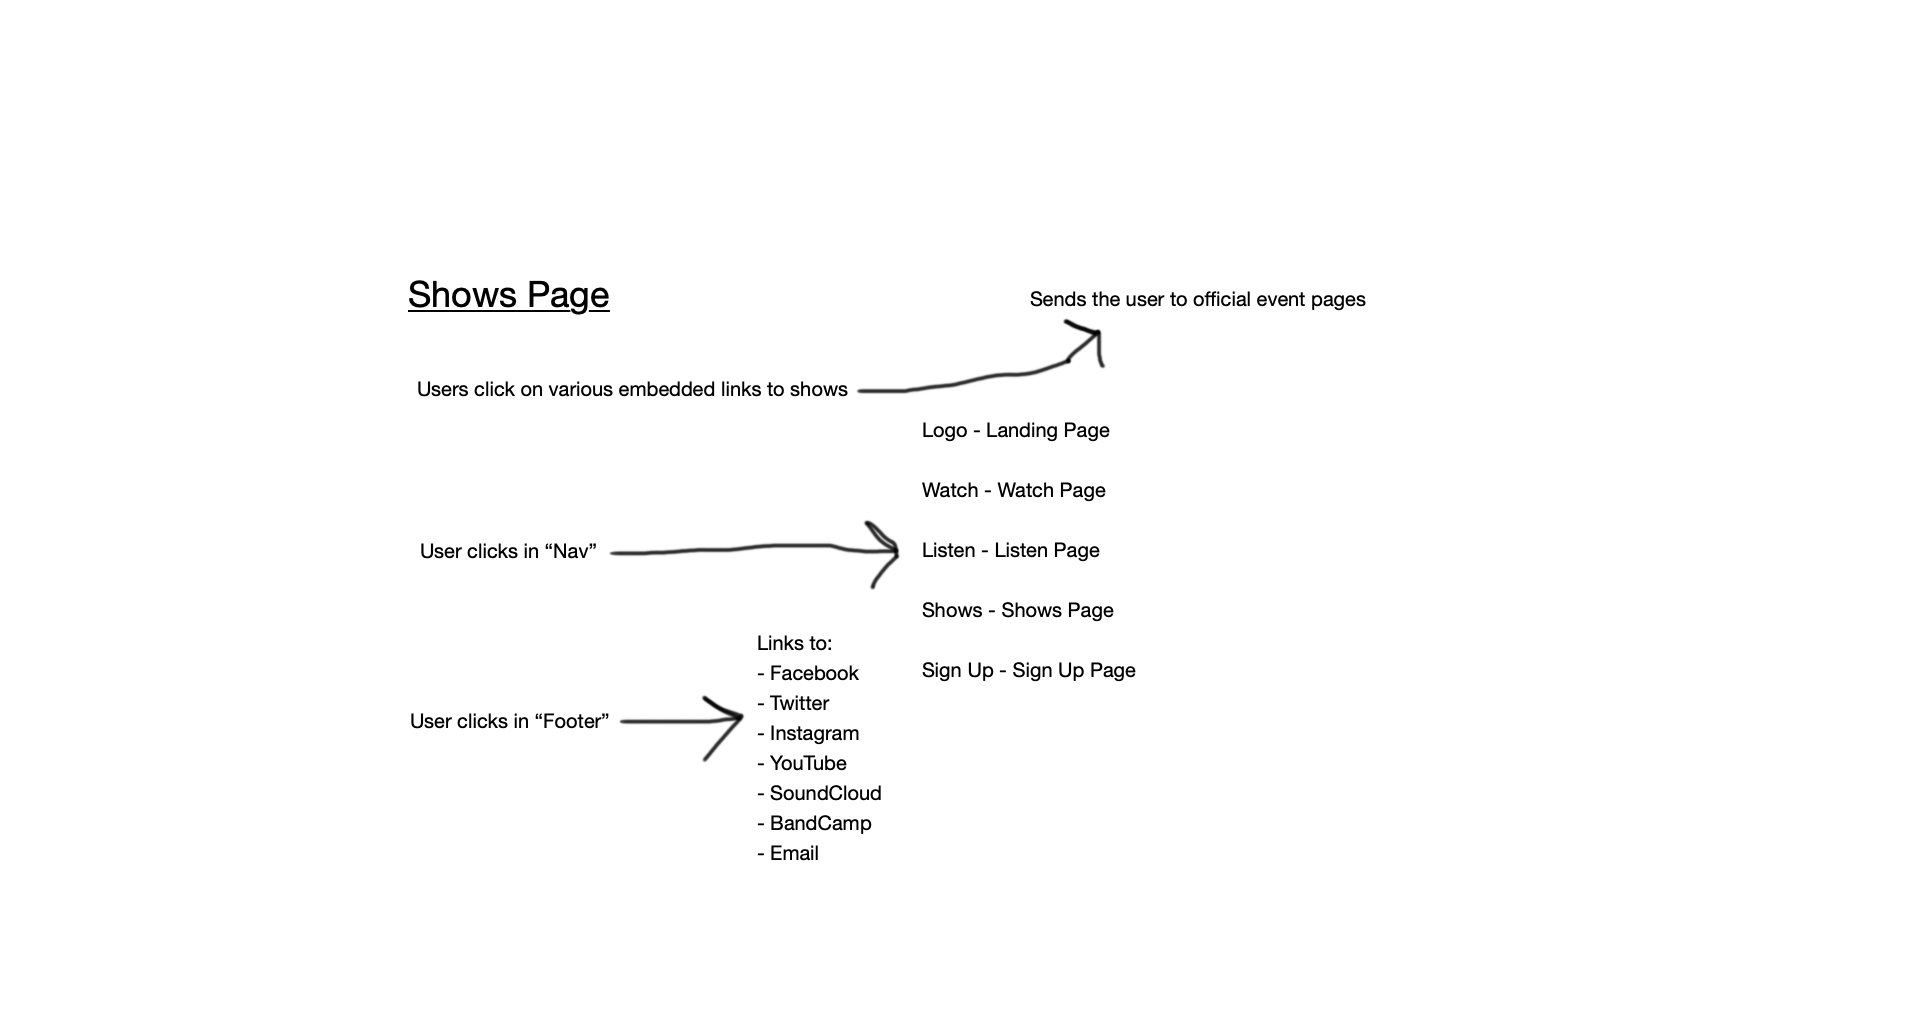 Shows Page
Sends the user to official event pages
Users click on various embedded links to shows
Logo - Landing Page
Watch - Watch Page
User clicks in “Nav”
Listen - Listen Page
Shows - Shows Page
Sign Up - Sign Up Page
User clicks in “Footer”
Links to:
- Facebook
- Twitter
- Instagram
- YouTube
- SoundCloud
- BandCamp
- Email